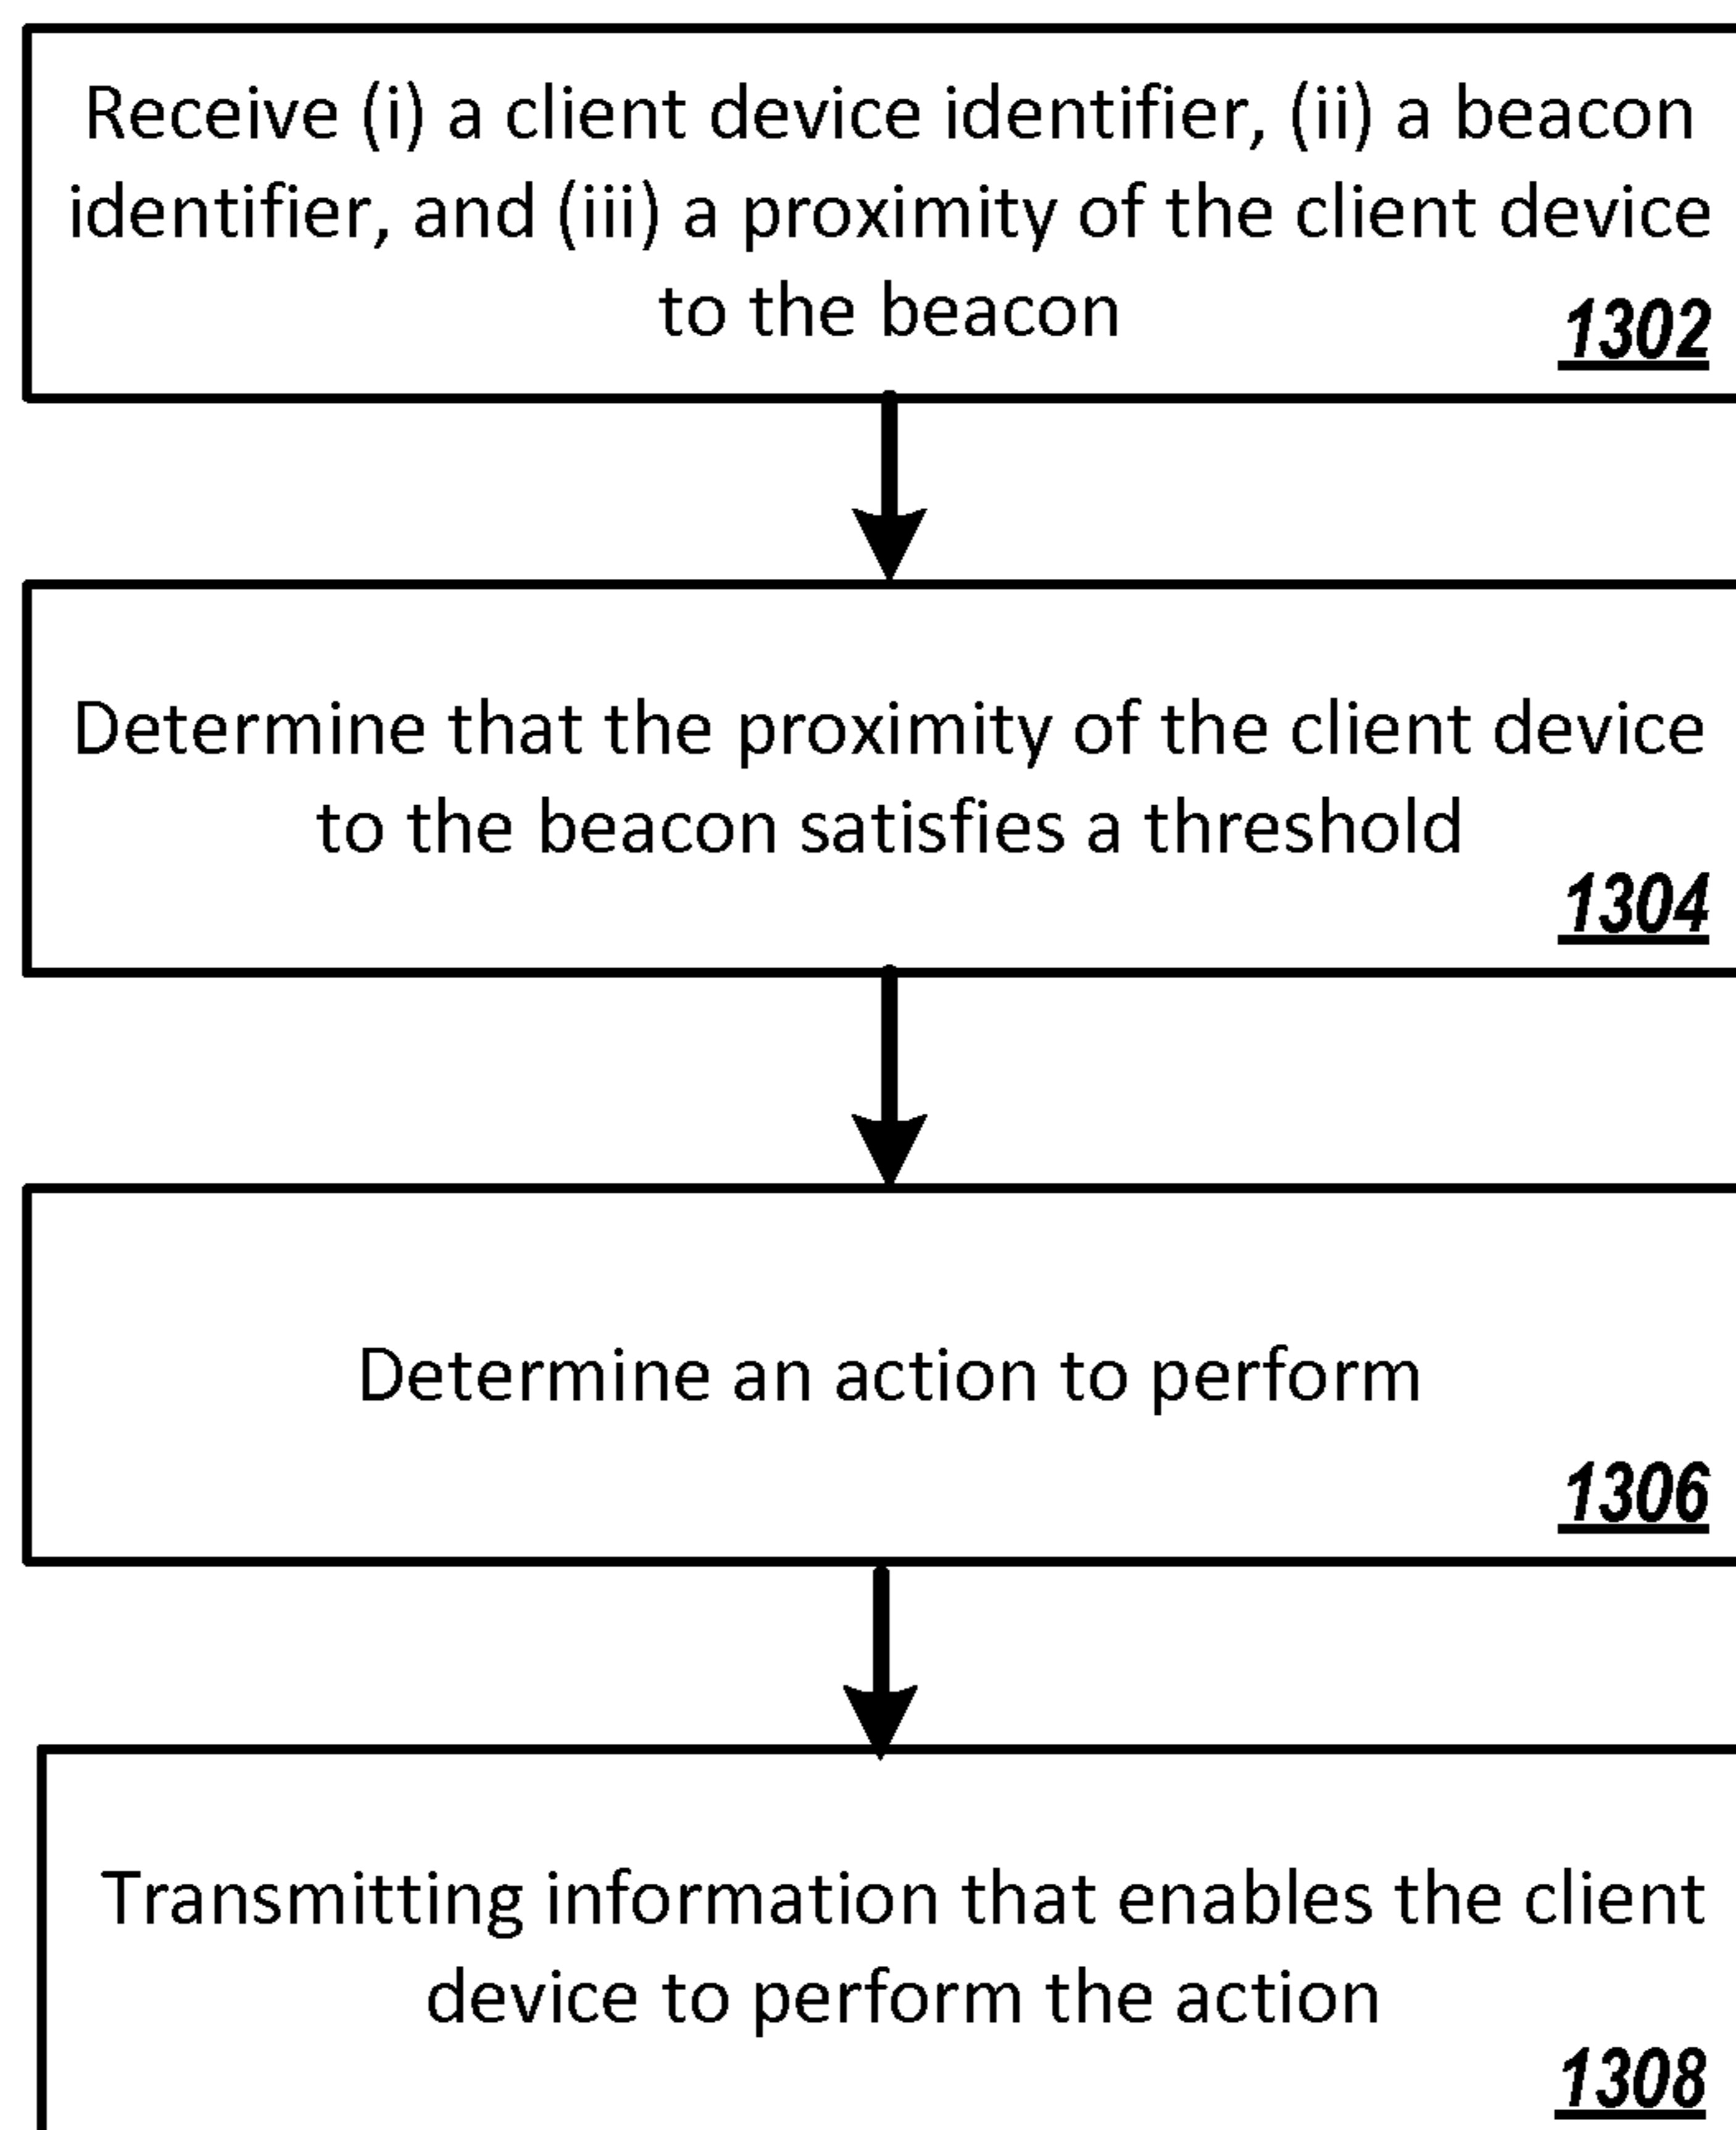 Receive (i) a client device identifier, (ii) a beacon
identifier, and (iii) a proximity of the client device
to the beacon
1302
Determine that the proximity of the client device
to the beacon satisfies a threshold
1304
Determine an action to perform
1306
Transmitting information that enables the client
device to perform the action
1308